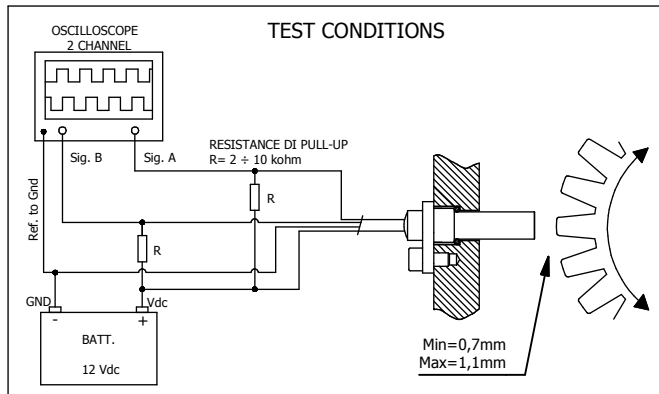 TEST CONDITIONS
OSCILLOSCOPE
2 CHANNEL
Sig. B
Sig. A
Ref. to Gnd
RESISTANCE DI PULL-UP
R= 2 ÷ 10 kohm
R
R
GND
Vdc
-
+
BATT.
12 Vdc
Min=0,7mm
Max=1,1mm